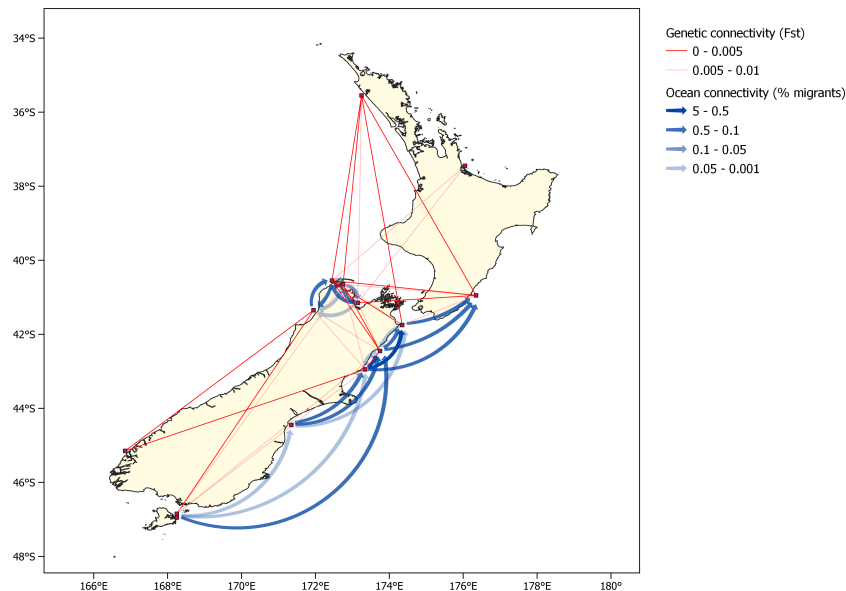 Genetic connectivity (Fst)
0 - 0.005
0.005 - 0.01
Ocean connectivity (% migrants)
5 - 0.5
0.5 - 0.1
0.1 - 0.05
0.05 - 0.001
34°S
36°S
38°S
40°S
42°S
44°S
46°S
48°S
166°E 168°E 170°E 172°E 174°E 176°E 178°E 180°